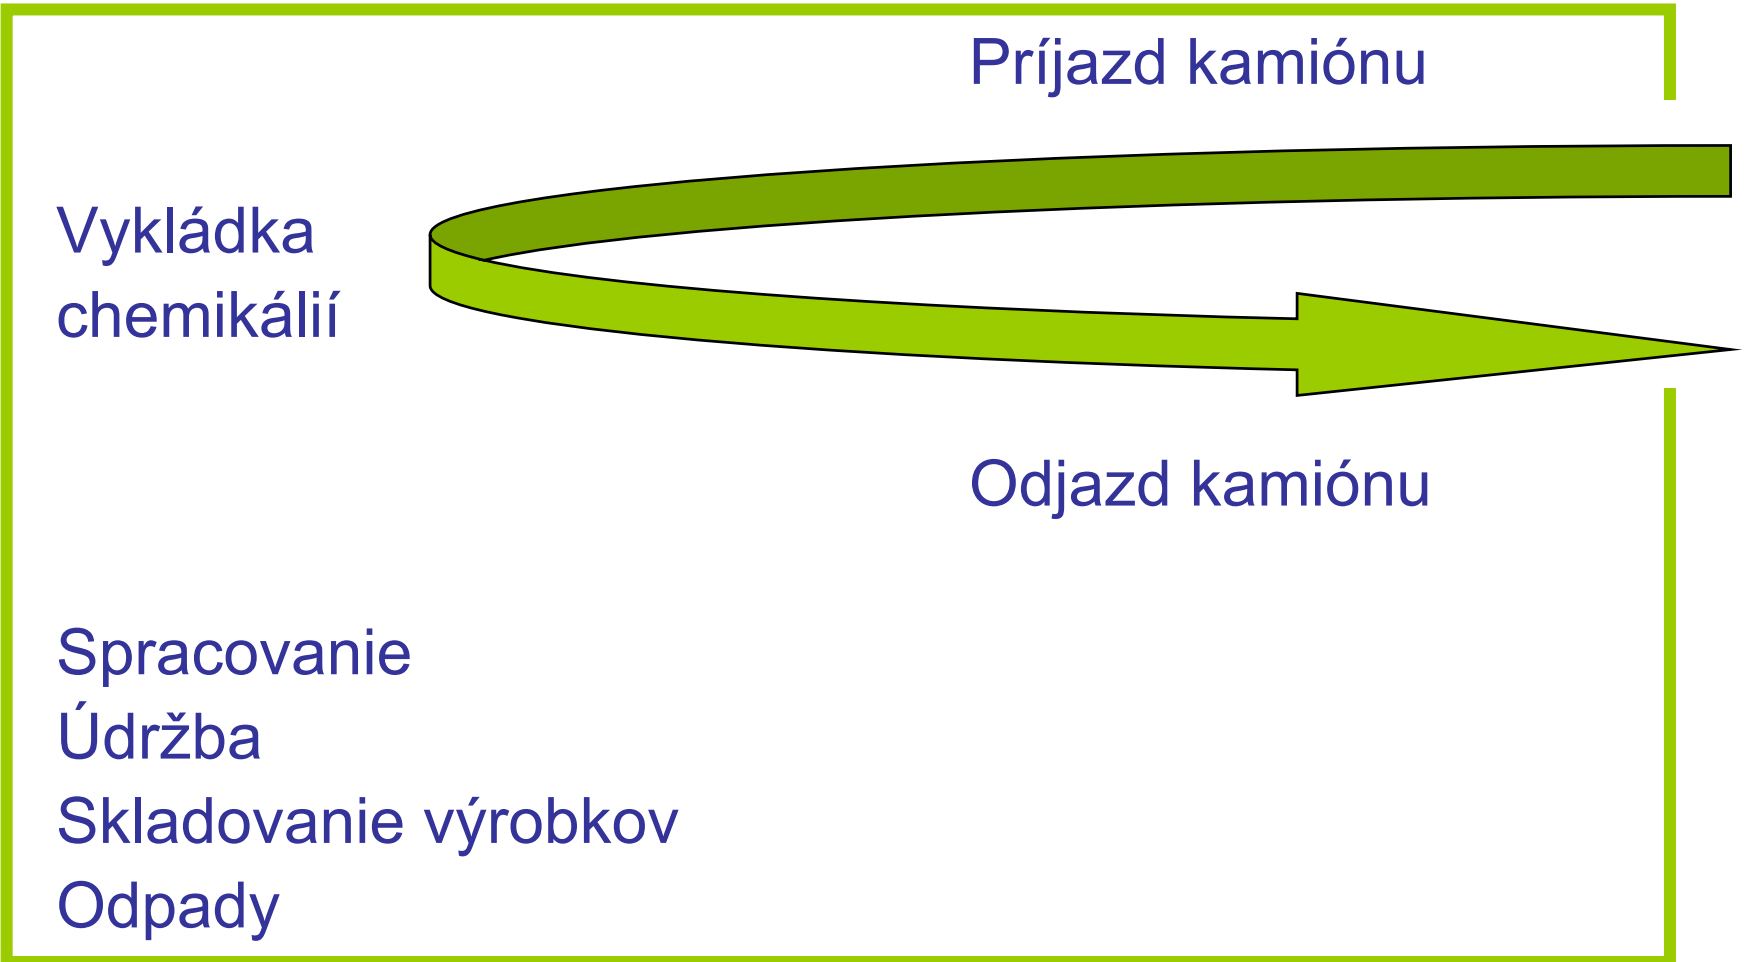 Príjazd kamiónu
Vykládka
chemikálií
Odjazd kamiónu
Spracovanie
Údržba
Skladovanie výrobkov
Odpady